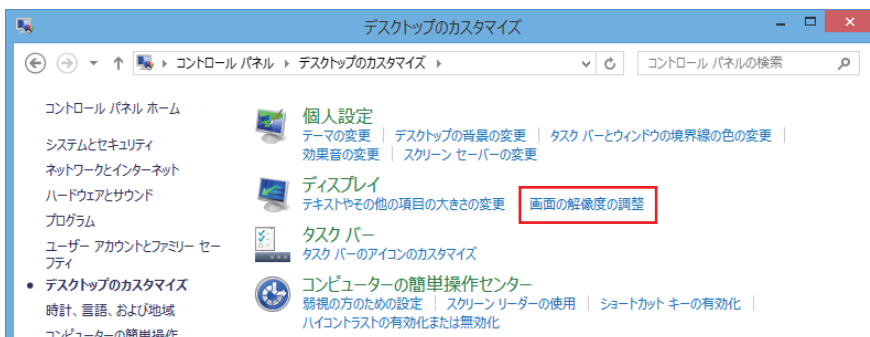 デスクトップのカスタマイズ
コントロール パネル ▸ デスクトップのカスタマイズ ▸
コントロール パネルの検索
コントロール パネル ホーム
システムとセキュリティ
ネットワークとインターネット
ハードウェアとサウンド
プログラム
ユーザー アカウントとファミリー セー
フティ
デスクトップのカスタマイズ
時計、言語、および地域
コンピューターの簡単操作
個人設定
テーマの変更 | デスクトップの背景の変更 | タスク バーとウィンドウの境界線の色の変更 |
効果音の変更 | スクリーン セーバーの変更
ディスプレイ
テキストやその他の項目の大きさの変更 画面の解像度の調整
タスク バー
タスク バーのアイコンのカスタマイズ
コンピューターの簡単操作センター
弱視の方のための設定 | スクリーン リーダーの使用 | ショートカット キーの有効化 |
ハイコントラストの有効化または無効化